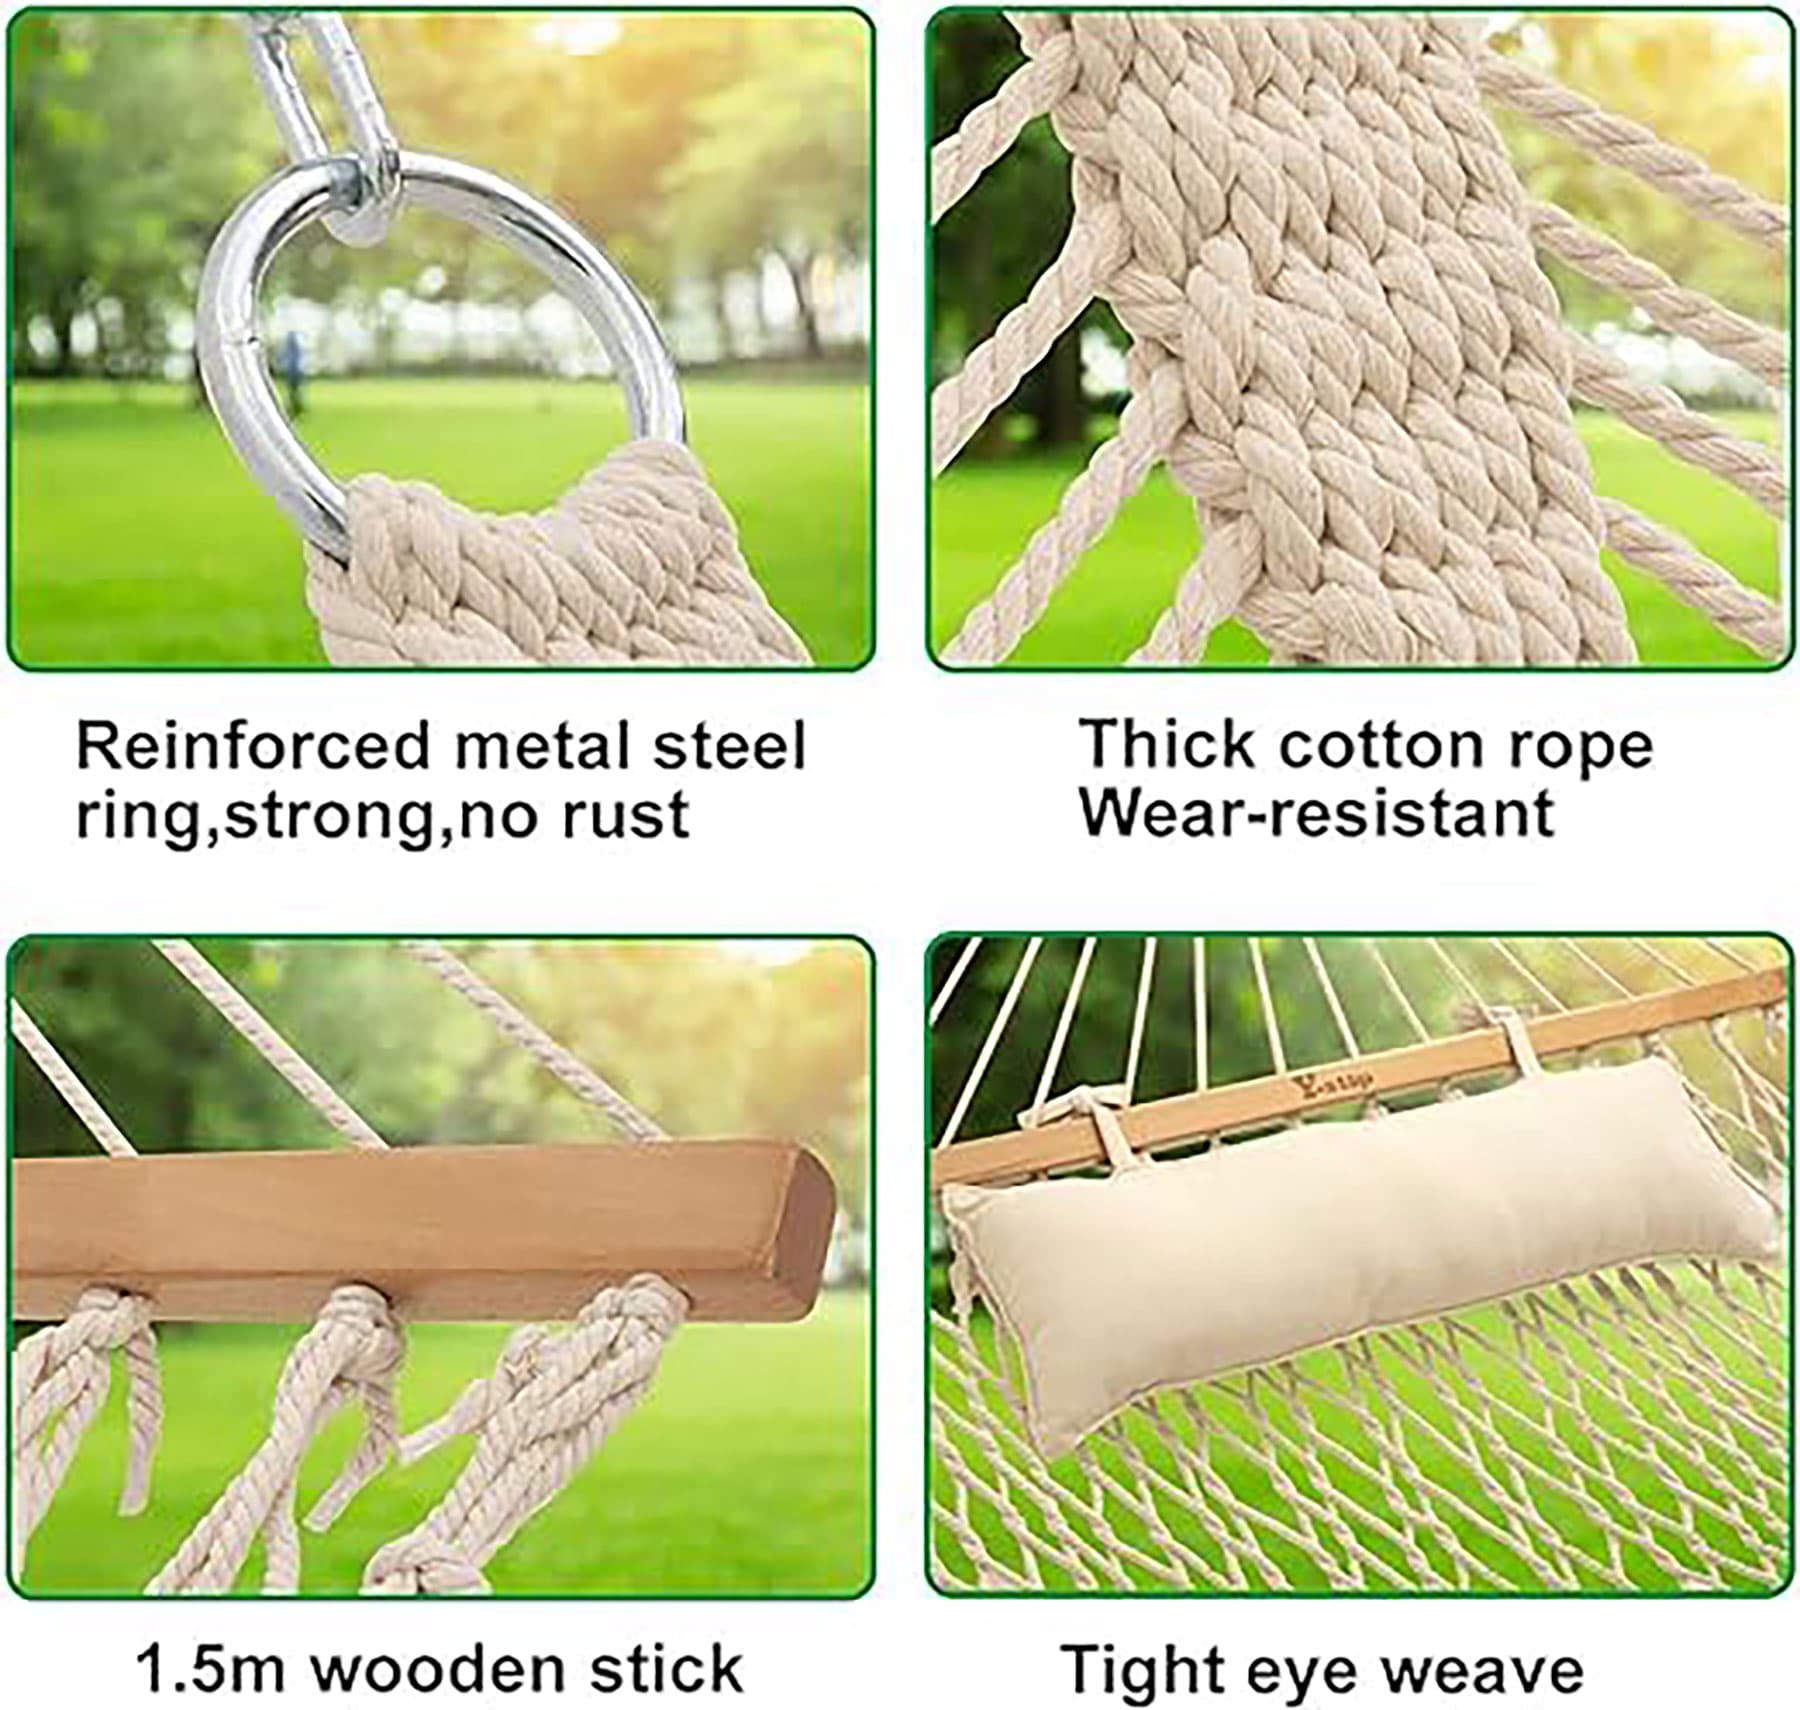 Reinforced metal steel
ring,strong,no rust
Thick cotton rope
Wear-resistant
Y-stip
1.5m wooden stick
Tight eye weave